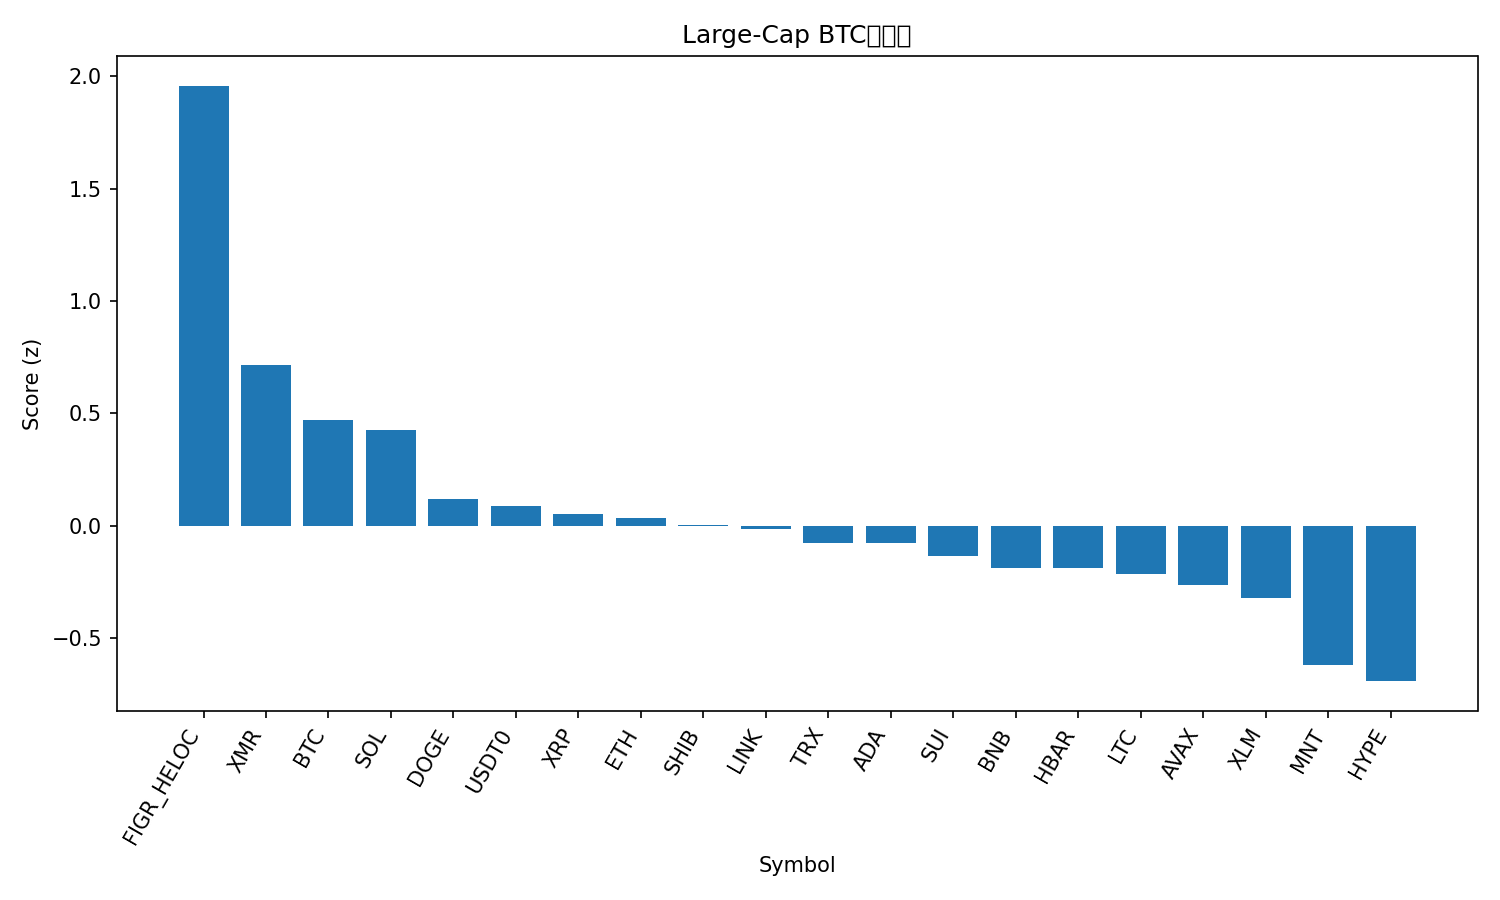 Large-Cap BTC
2.0
1.5
1.0
0.5
0.0
−0.5
Score (z)
FIGR_HELOC
XMR
BTC
SOL
DOGE
USDT0
XRP
ETH
SHIB
LINK
TRX
ADA
SUI
BNB
HBAR
LTC
AVAX
XLM
MNT
HYPE
Symbol